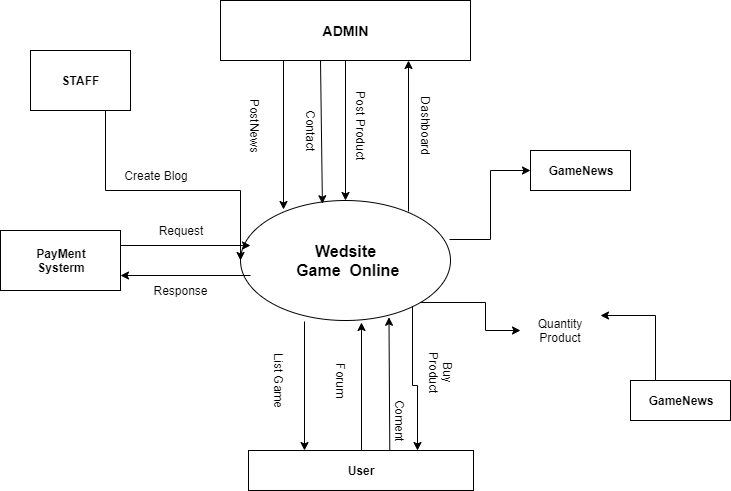 ADMIN
STAFF
PostNews
Contact
Post Product
Dashboard
Create Blog
GameNews
PayMent
Systerm
Request
Response
Wedsite
Game Online
Quantity
Product
List Game
Forum
Coment
Buy
Product
GameNews
User